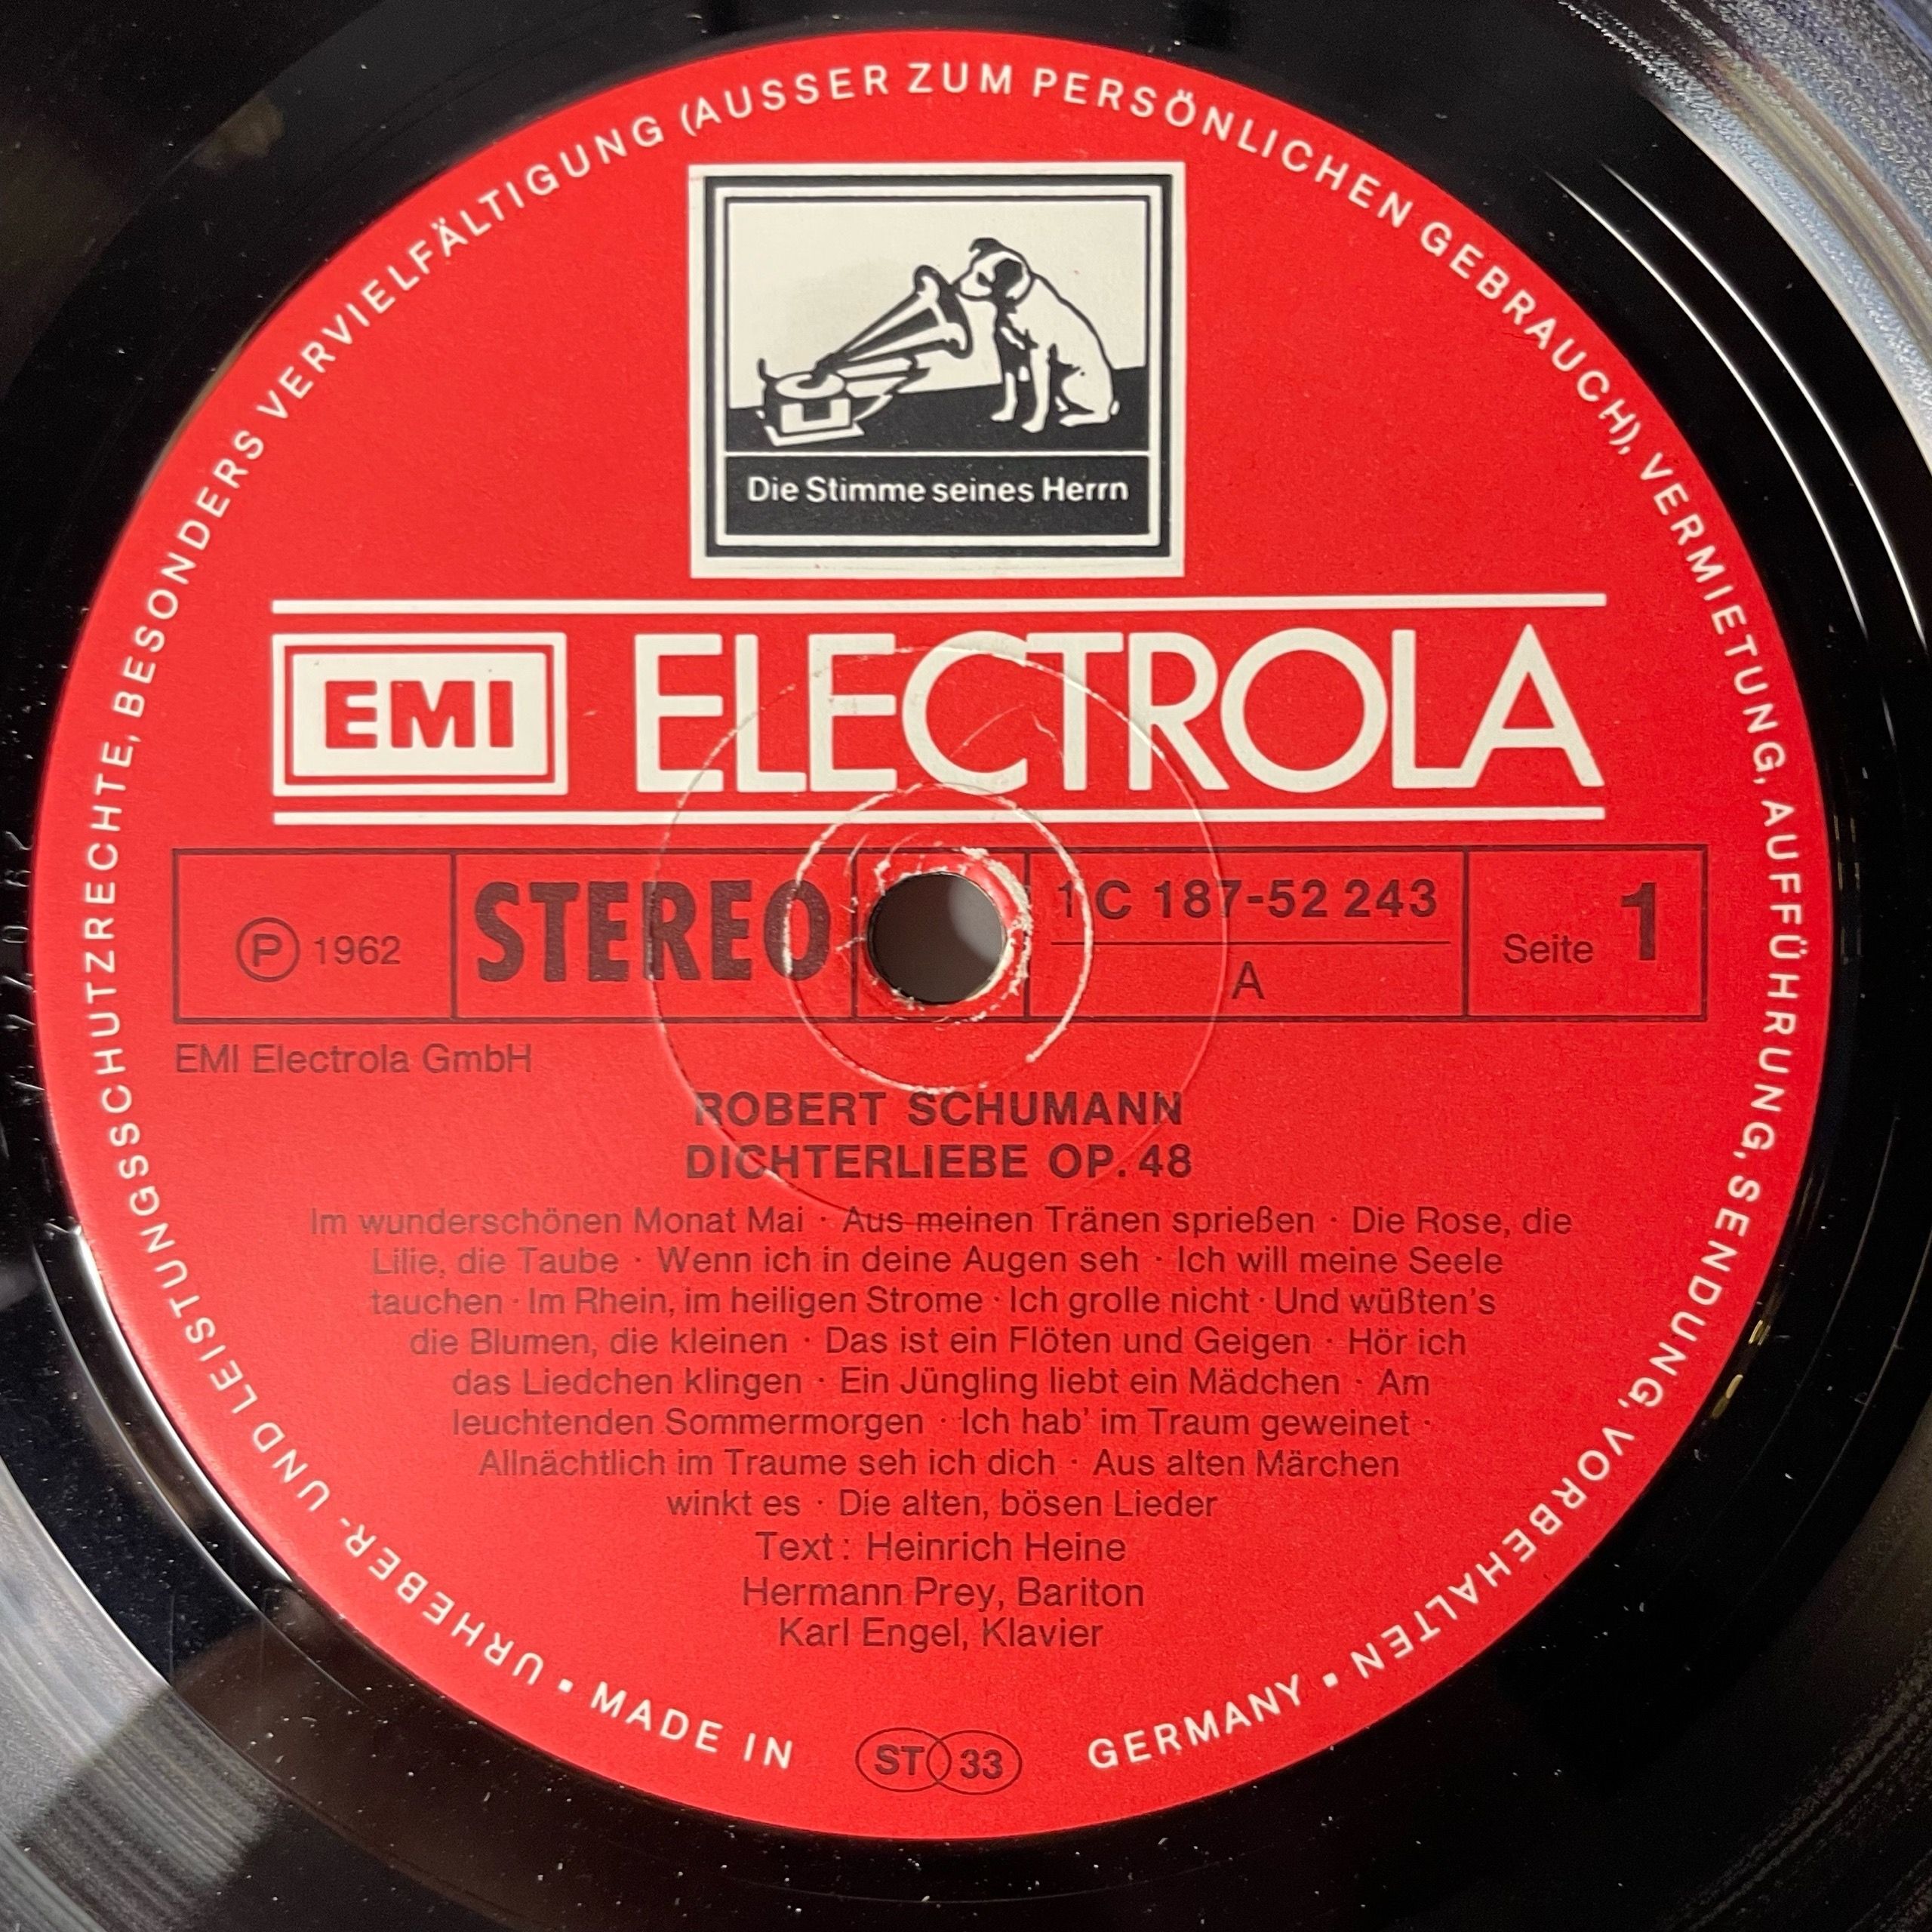 URHEBER- UND LEISTUNGSSCHUTZRECHTE, BESONDERS VERVIELFÄLTIGUNG (AUSSER ZUM PERSÖNLICHEN GEBRAUCH), VERMIETUNG, AUFFÜHRUNG, SENDUNG, VORBEHALTEN •
Die Stimme seines Herrn
EMI ELECTROLA
℗ 1962
STEREO
1 C 187-52 243
A
Seite 1
EMI Electrola GmbH
ROBERT SCHUMANN
DICHTERLIEBE OP. 48
Im wunderschönen Monat Mai · Aus meinen Tränen sprießen · Die Rose, die
Lilie, die Taube · Wenn ich in deine Augen seh · Ich will meine Seele
tauchen · Im Rhein, im heiligen Strome · Ich grolle nicht · Und wüßten's
die Blumen, die kleinen · Das ist ein Flöten und Geigen · Hör ich
das Liedchen klingen · Ein Jüngling liebt ein Mädchen · Am
leuchtenden Sommermorgen · Ich hab' im Traum geweinet ·
Allnächtlich im Traume seh ich dich · Aus alten Märchen
winkt es · Die alten, bösen Lieder
Text: Heinrich Heine
Hermann Prey, Bariton
Karl Engel, Klavier
• MADE IN GERMANY
ST 33